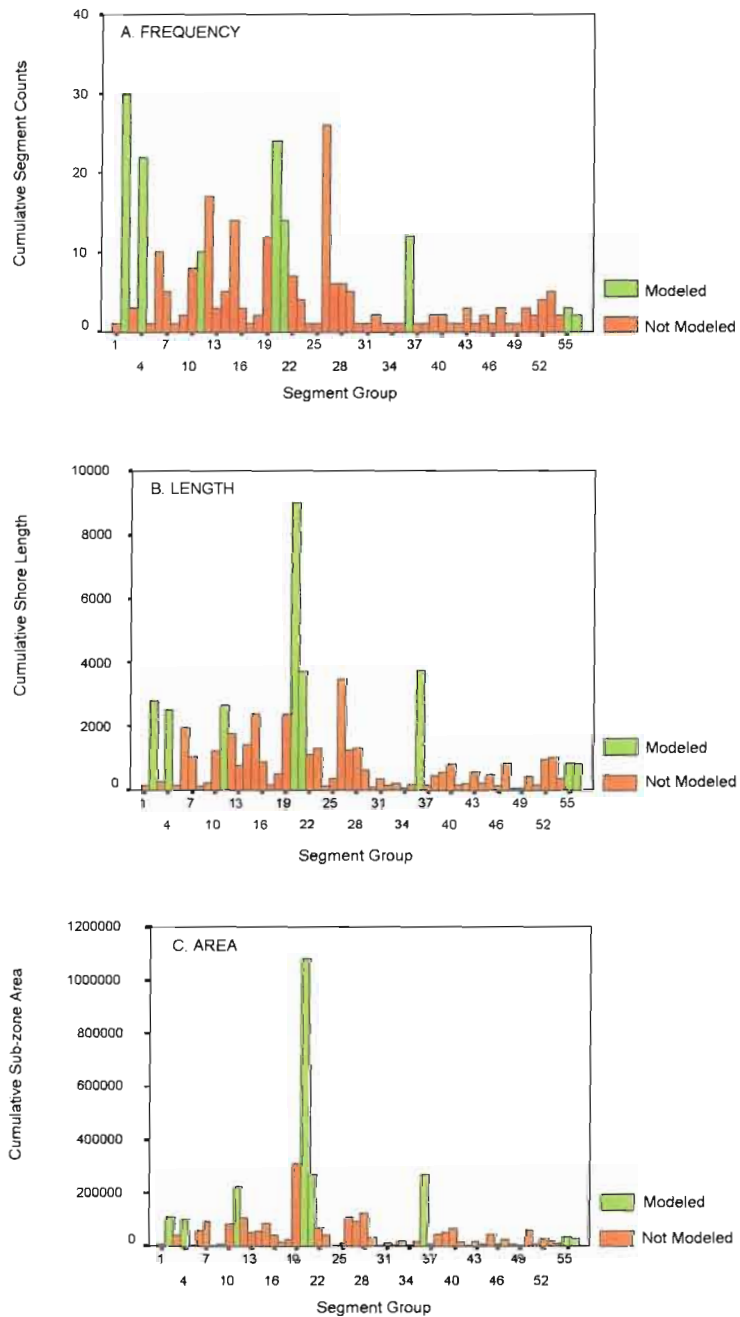 A. FREQUENCY
Cumulative Segment Counts
40
30
20
10
0
1 7 13 19 25 31 37 43 49 55
4 10 16 22 28 34 40 46 52
Segment Group
Modeled
Not Modeled
B. LENGTH
Cumulative Shore Length
10000
8000
6000
4000
2000
0
1 7 13 19 25 31 37 43 49 55
4 10 16 22 28 34 40 46 52
Segment Group
Modeled
Not Modeled
C. AREA
Cumulative Sub-zone Area
1200000
1000000
800000
600000
400000
200000
0
1 7 13 19 25 31 37 43 49 55
4 10 16 22 28 34 40 46 52
Segment Group
Modeled
Not Modeled